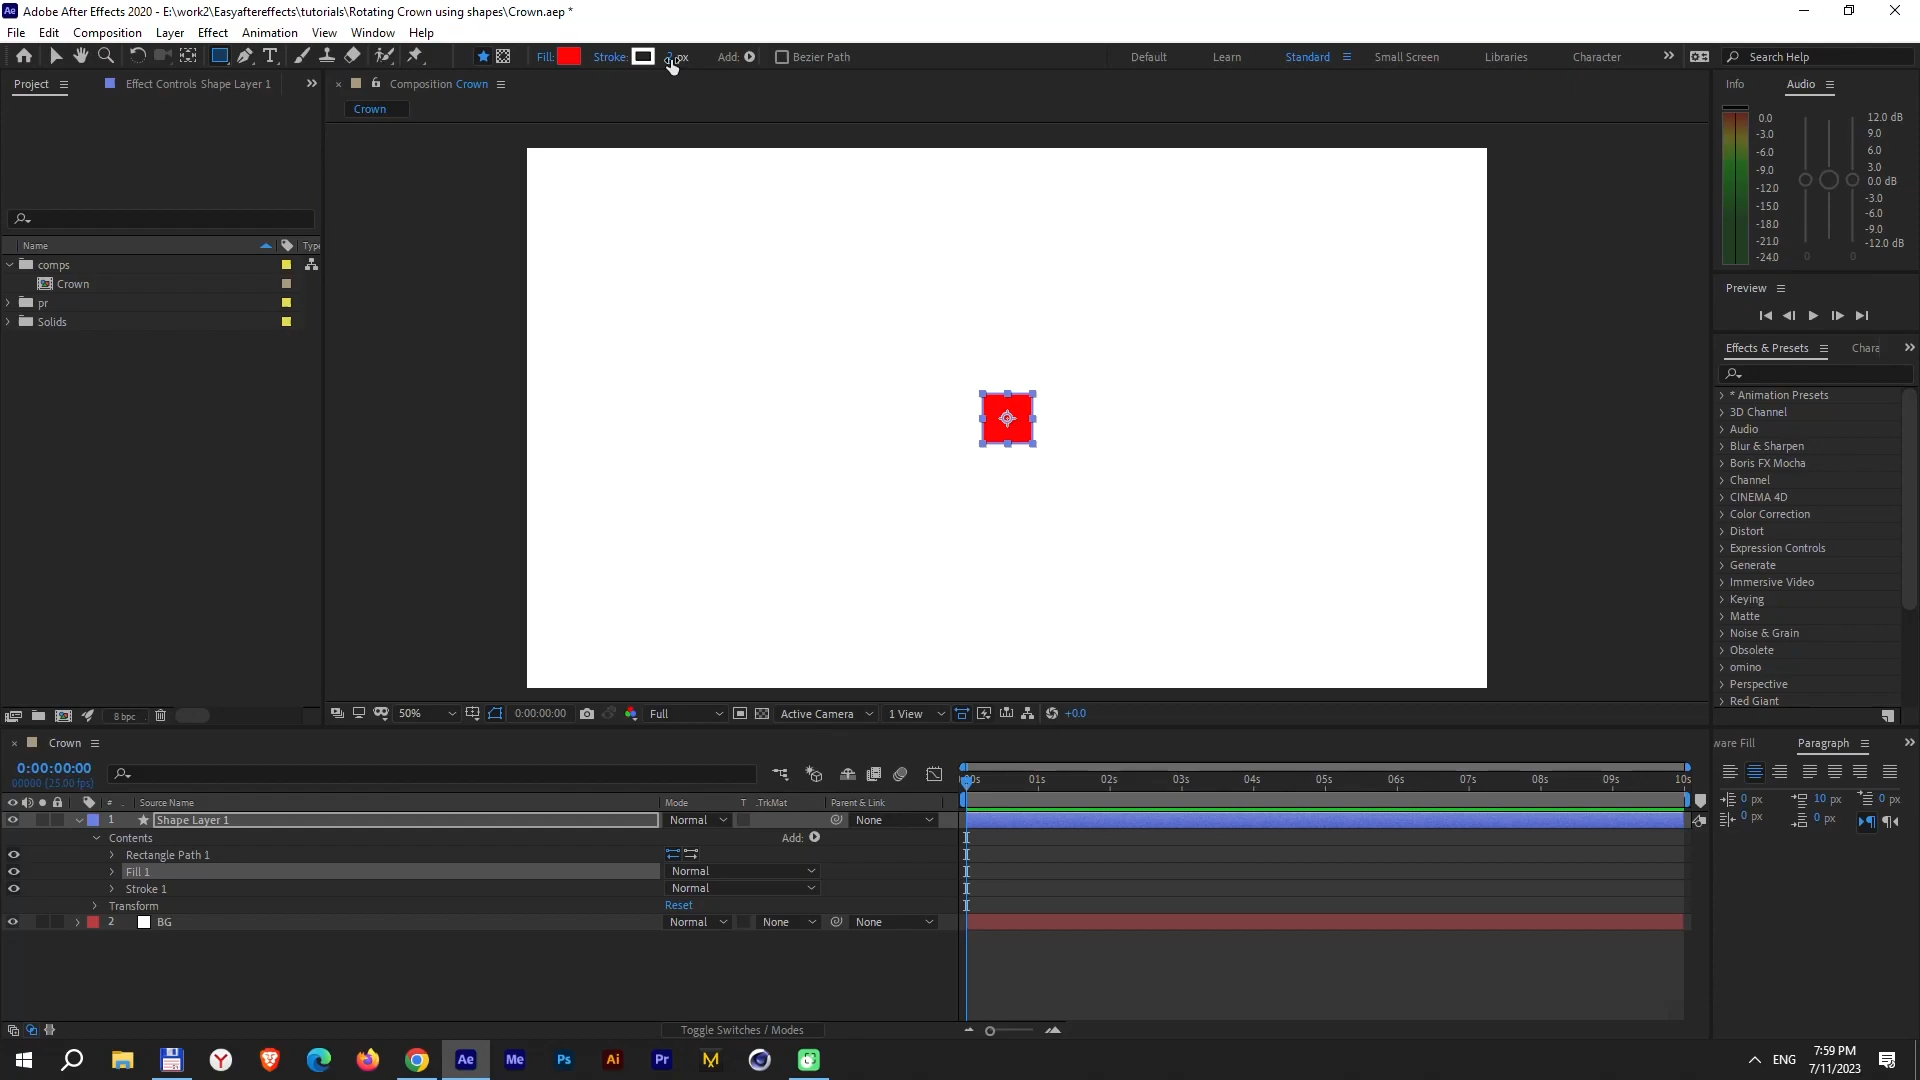 Adobe After Effects 2020 - E:\work2\Easyaftereffects\tutorials\Rotating Crown using shapes\Crown.aep *
File Edit Composition Layer Effect Animation View Window Help
Fill: Stroke: px Add: Bezier Path Default Learn Standard Small Screen Libraries Character Search Help
Project Effect Controls Shape Layer 1
Composition Crown
Info Audio
Crown
0.0
-3.0
-6.0
-9.0
-12.0
-15.0
-18.0
-21.0
-24.0
12.0 dB
9.0
6.0
3.0
0.0 dB
-3.0
-6.0
-9.0
-12.0 dB
0 0
Name Type
comps
Crown
pr
Solids
8 bpc
Preview
Effects & Presets Chara
* Animation Presets
3D Channel
Audio
Blur & Sharpen
Boris FX Mocha
Channel
CINEMA 4D
Color Correction
Distort
Expression Controls
Generate
Immersive Video
Keying
Matte
Noise & Grain
Obsolete
omino
Perspective
Red Giant
50% 0:00:00:00 Full Active Camera 1 View +0.0
Crown
0:00:00:00
00000 (25.00 fps)
00s 01s 02s 03s 04s 05s 06s 07s 08s 09s 10s
# Source Name Mode T .TrkMat Parent & Link
1 Shape Layer 1 Normal None
Contents Add:
Rectangle Path 1
Fill 1 Normal
Stroke 1 Normal
Transform Reset
2 BG Normal None None
Toggle Switches / Modes
ware Fill Paragraph
0 px 10 px 0 px
0 px 0 px
Ae Me Ps Ai Pr
ENG
7:59 PM
7/11/2023